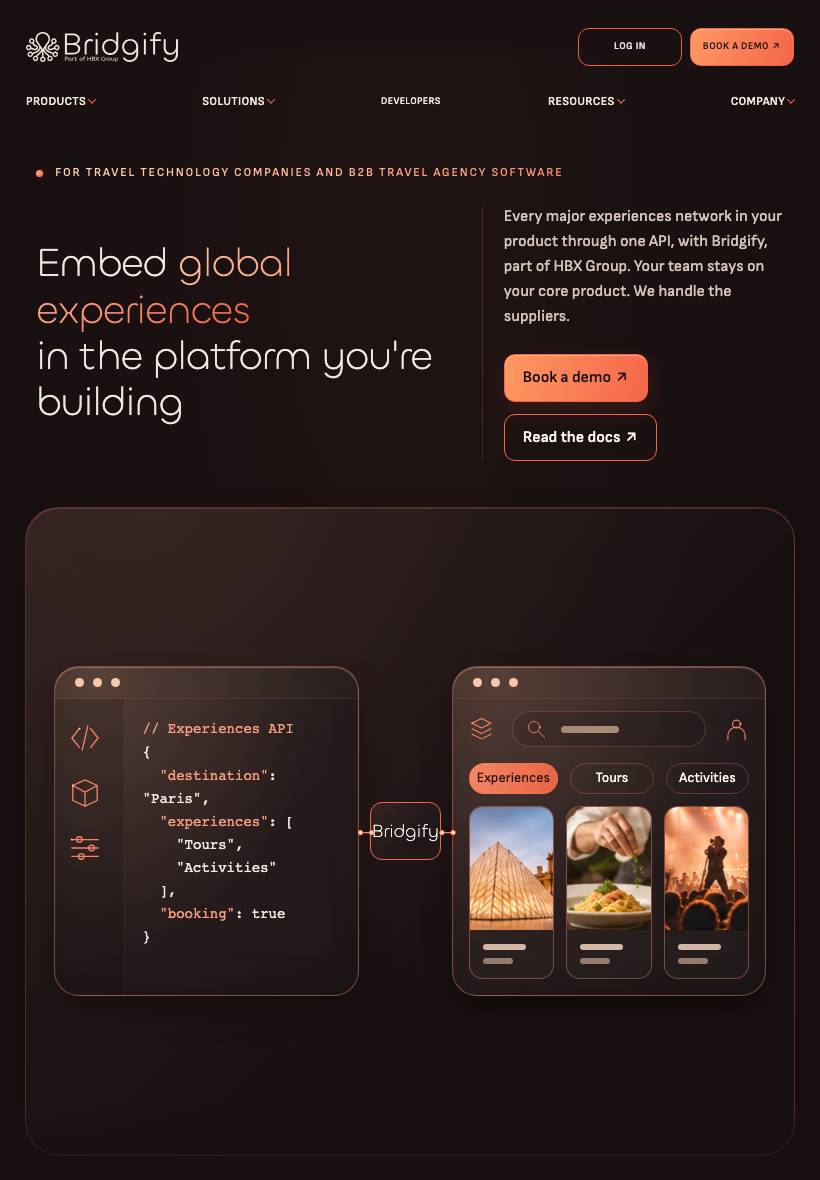 Bridgify
Part of HBX Group
LOG IN
BOOK A DEMO ↗
PRODUCTS
SOLUTIONS
DEVELOPERS
RESOURCES
COMPANY
FOR TRAVEL TECHNOLOGY COMPANIES AND B2B TRAVEL AGENCY SOFTWARE
Embed global
experiences
in the platform you're
building
Every major experiences network in your
product through one API, with Bridgify,
part of HBX Group. Your team stays on
your core product. We handle the
suppliers.
Book a demo ↗
Read the docs ↗
// Experiences API
{
"destination":
"Paris",
"experiences": [
"Tours",
"Activities"
],
"booking": true
}
Bridgify
Experiences
Tours
Activities